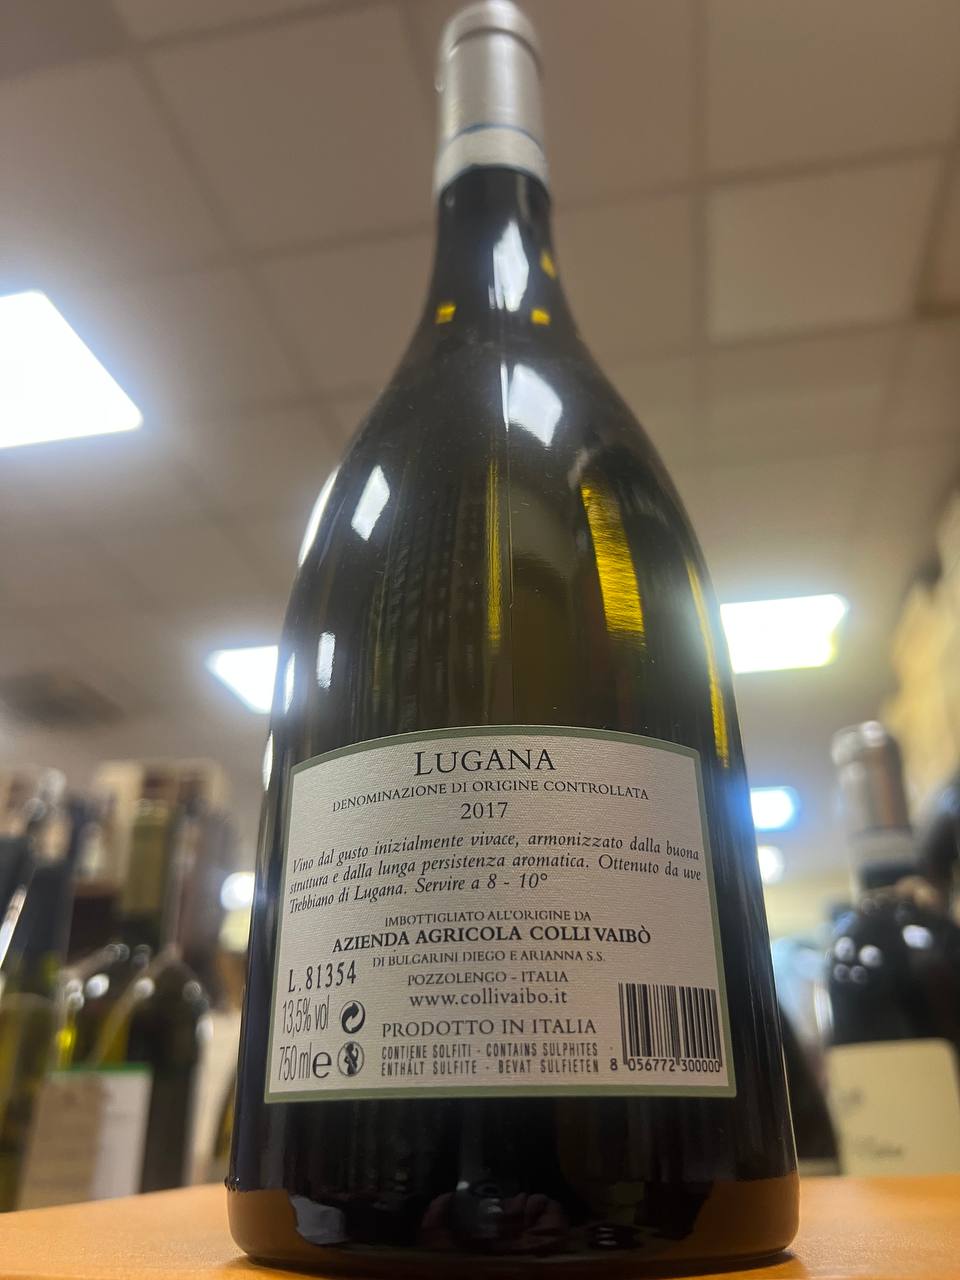 LUGANA
DENOMINAZIONE DI ORIGINE CONTROLLATA
2017
Vino dal gusto inizialmente vivace, armonizzato dalla buona
struttura e dalla lunga persistenza aromatica. Ottenuto da uve
Trebbiano di Lugana. Servire a 8 - 10°
IMBOTTIGLIATO ALL'ORIGINE DA
AZIENDA AGRICOLA COLLI VAIBÒ
DI BULGARINI DIEGO E ARIANNA S.S.
L.81354
POZZOLENGO - ITALIA
www.collivaibo.it
13,5% vol
PRODOTTO IN ITALIA
750 ml e
CONTIENE SOLFITI - CONTAINS SULPHITES
ENTHÄLT SULFITE - BEVAT SULFIETEN
8 056772 300000